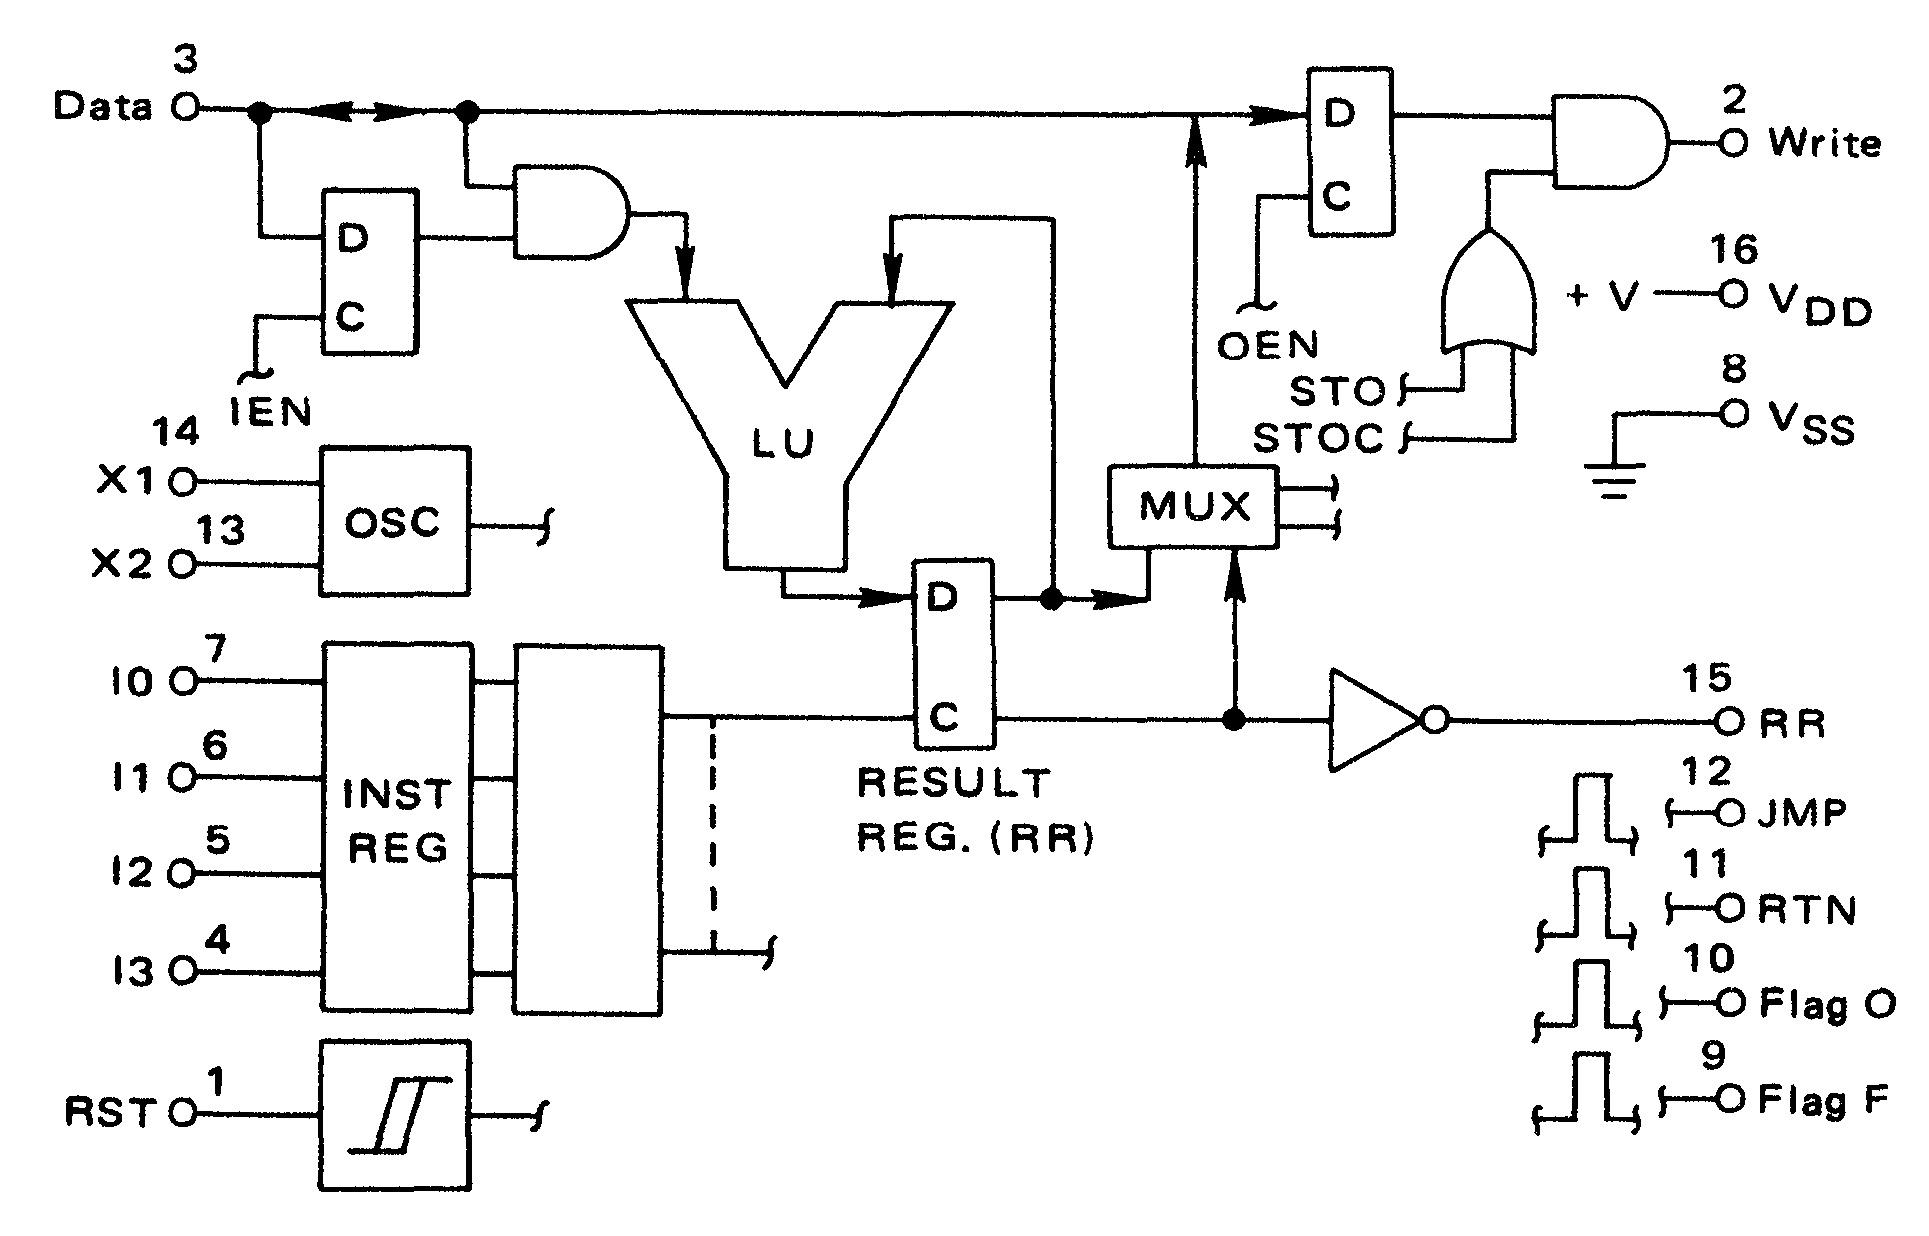 3
Data
D
C
IEN
D
C
OEN
2
Write
16
+ V
VDD
8
VSS
STO
STOC
LU
MUX
14
X1
13
X2
OSC
D
C
RESULT
REG. (RR)
7
I0
6
I1
5
I2
4
I3
INST
REG
15
RR
12
JMP
11
RTN
10
Flag O
9
Flag F
1
RST